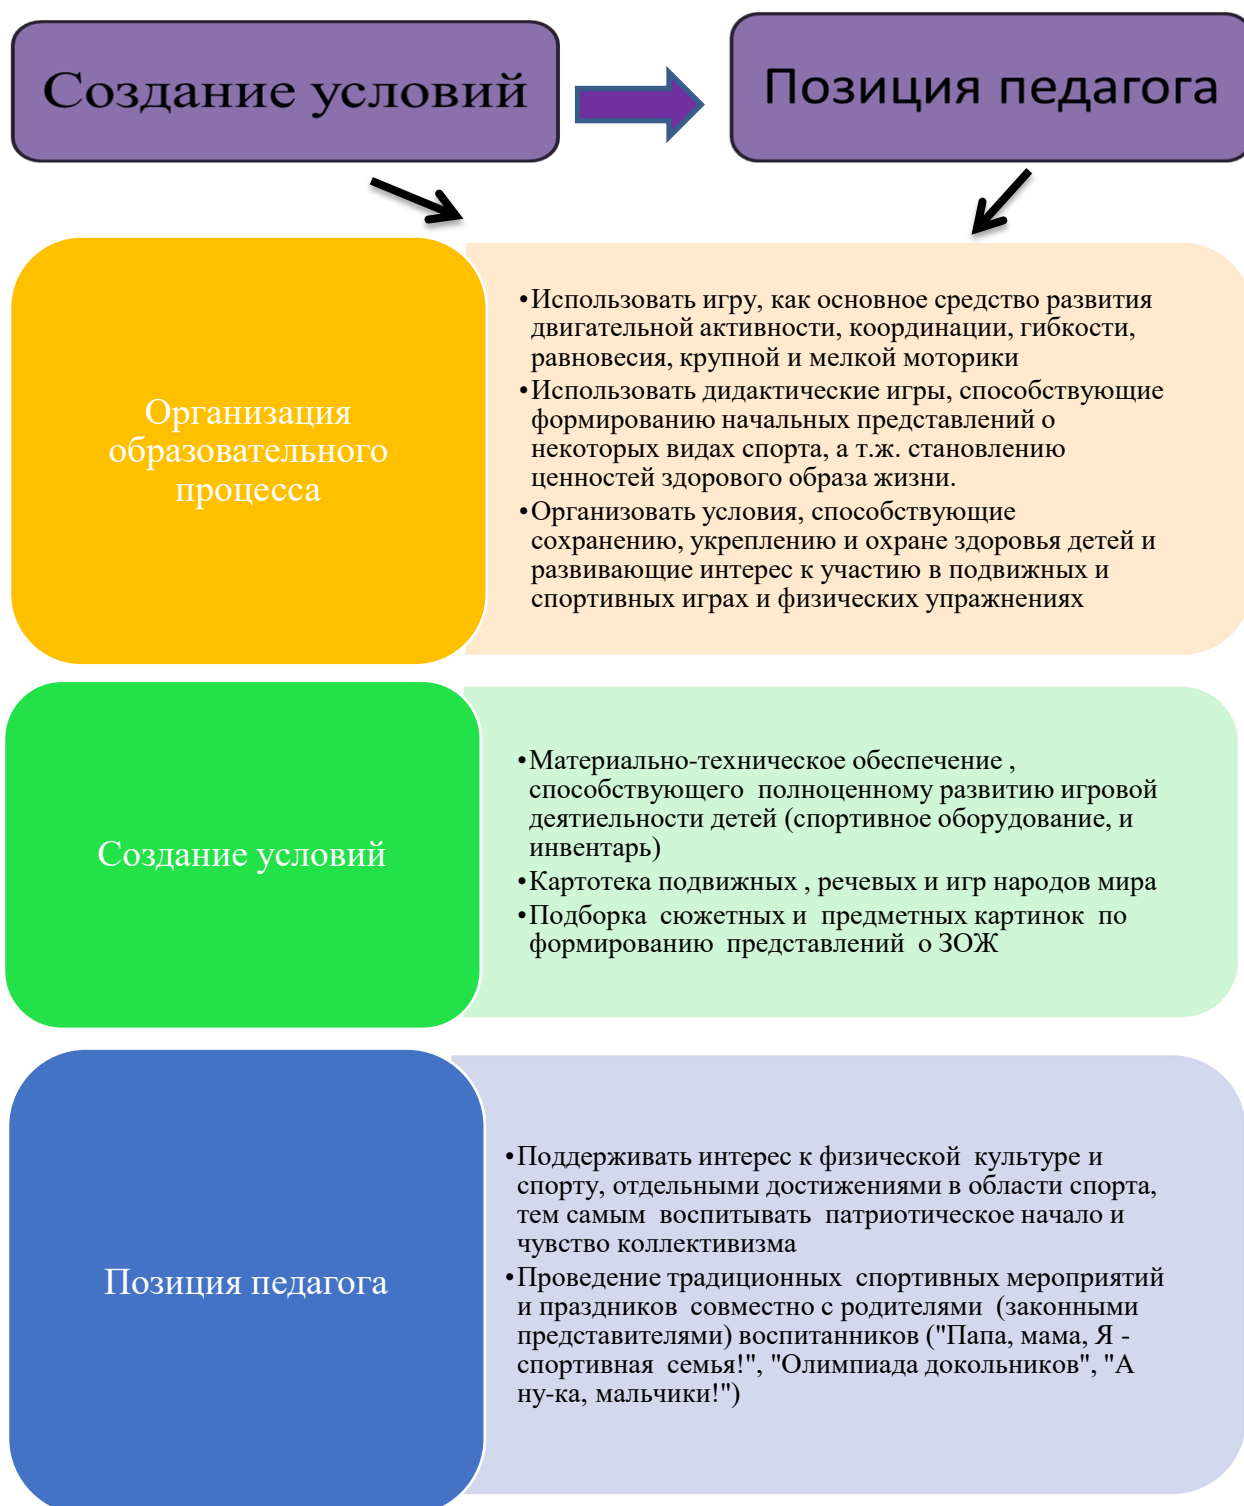 Создание условий
Позиция педагога
Организация
образовательного
процесса
•Использовать игру, как основное средство развития
двигательной активности, координации, гибкости,
равновесия, крупной и мелкой моторики
•Использовать дидактические игры, способствующие
формированию начальных представлений о
некоторых видах спорта, а т.ж. становлению
ценностей здорового образа жизни.
•Организовать условия, способствующие
сохранению, укреплению и охране здоровья детей и
развивающие интерес к участию в подвижных и
спортивных играх и физических упражнениях
Создание условий
•Материально-техническое обеспечение ,
способствующего полноценному развитию игровой
деятиельности детей (спортивное оборудование, и
инвентарь)
•Картотека подвижных , речевых и игр народов мира
•Подборка сюжетных и предметных картинок по
формированию представлений о ЗОЖ
Позиция педагога
•Поддерживать интерес к физической культуре и
спорту, отдельными достижениями в области спорта,
тем самым воспитывать патриотическое начало и
чувство коллективизма
•Проведение традиционных спортивных мероприятий
и праздников совместно с родителями (законными
представителями) воспитанников ("Папа, мама, Я -
спортивная семья!", "Олимпиада докольников", "А
ну-ка, мальчики!")